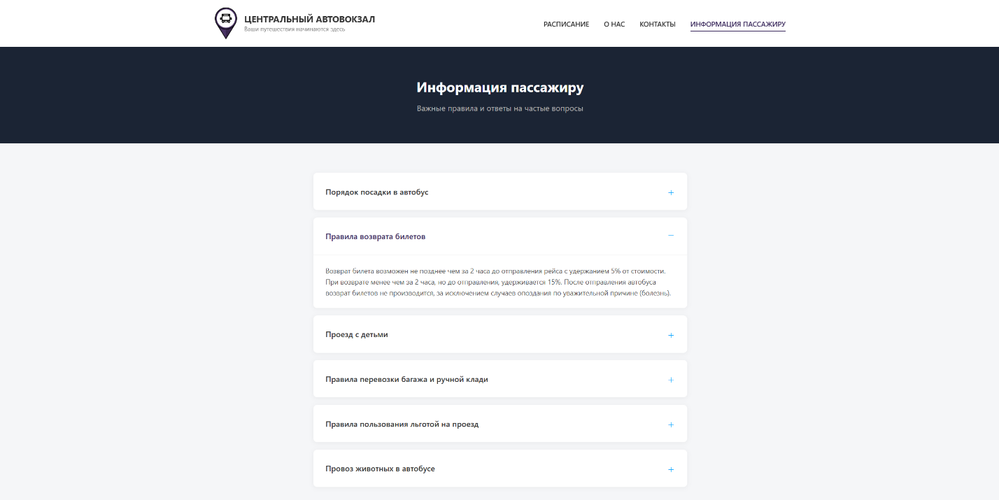 ЦЕНТРАЛЬНЫЙ АВТОВОКЗАЛ
Ваши путешествия начинаются здесь
РАСПИСАНИЕ О НАС КОНТАКТЫ ИНФОРМАЦИЯ ПАССАЖИРУ
Информация пассажиру
Важные правила и ответы на частые вопросы
Порядок посадки в автобус +
Правила возврата билетов −
Возврат билета возможен не позднее чем за 2 часа до отправления рейса с удержанием 5% от стоимости.
При возврате менее чем за 2 часа, но до отправления, удерживается 15%. После отправления автобуса
возврат билетов не производится, за исключением случаев опоздания по уважительной причине (болезнь).
Проезд с детьми +
Правила перевозки багажа и ручной клади +
Правила пользования льготой на проезд +
Провоз животных в автобусе +